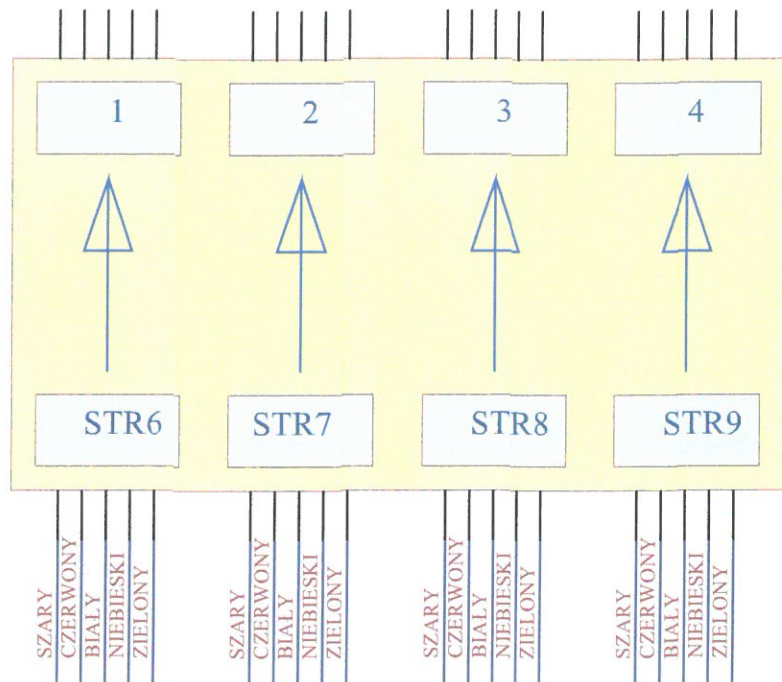 1 2 3 4
STR6 STR7 STR8 STR9
SZARY
CZERWONY
BIAŁY
NIEBIESKI
ZIELONY
SZARY
CZERWONY
BIAŁY
NIEBIESKI
ZIELONY
SZARY
CZERWONY
BIAŁY
NIEBIESKI
ZIELONY
SZARY
CZERWONY
BIAŁY
NIEBIESKI
ZIELONY